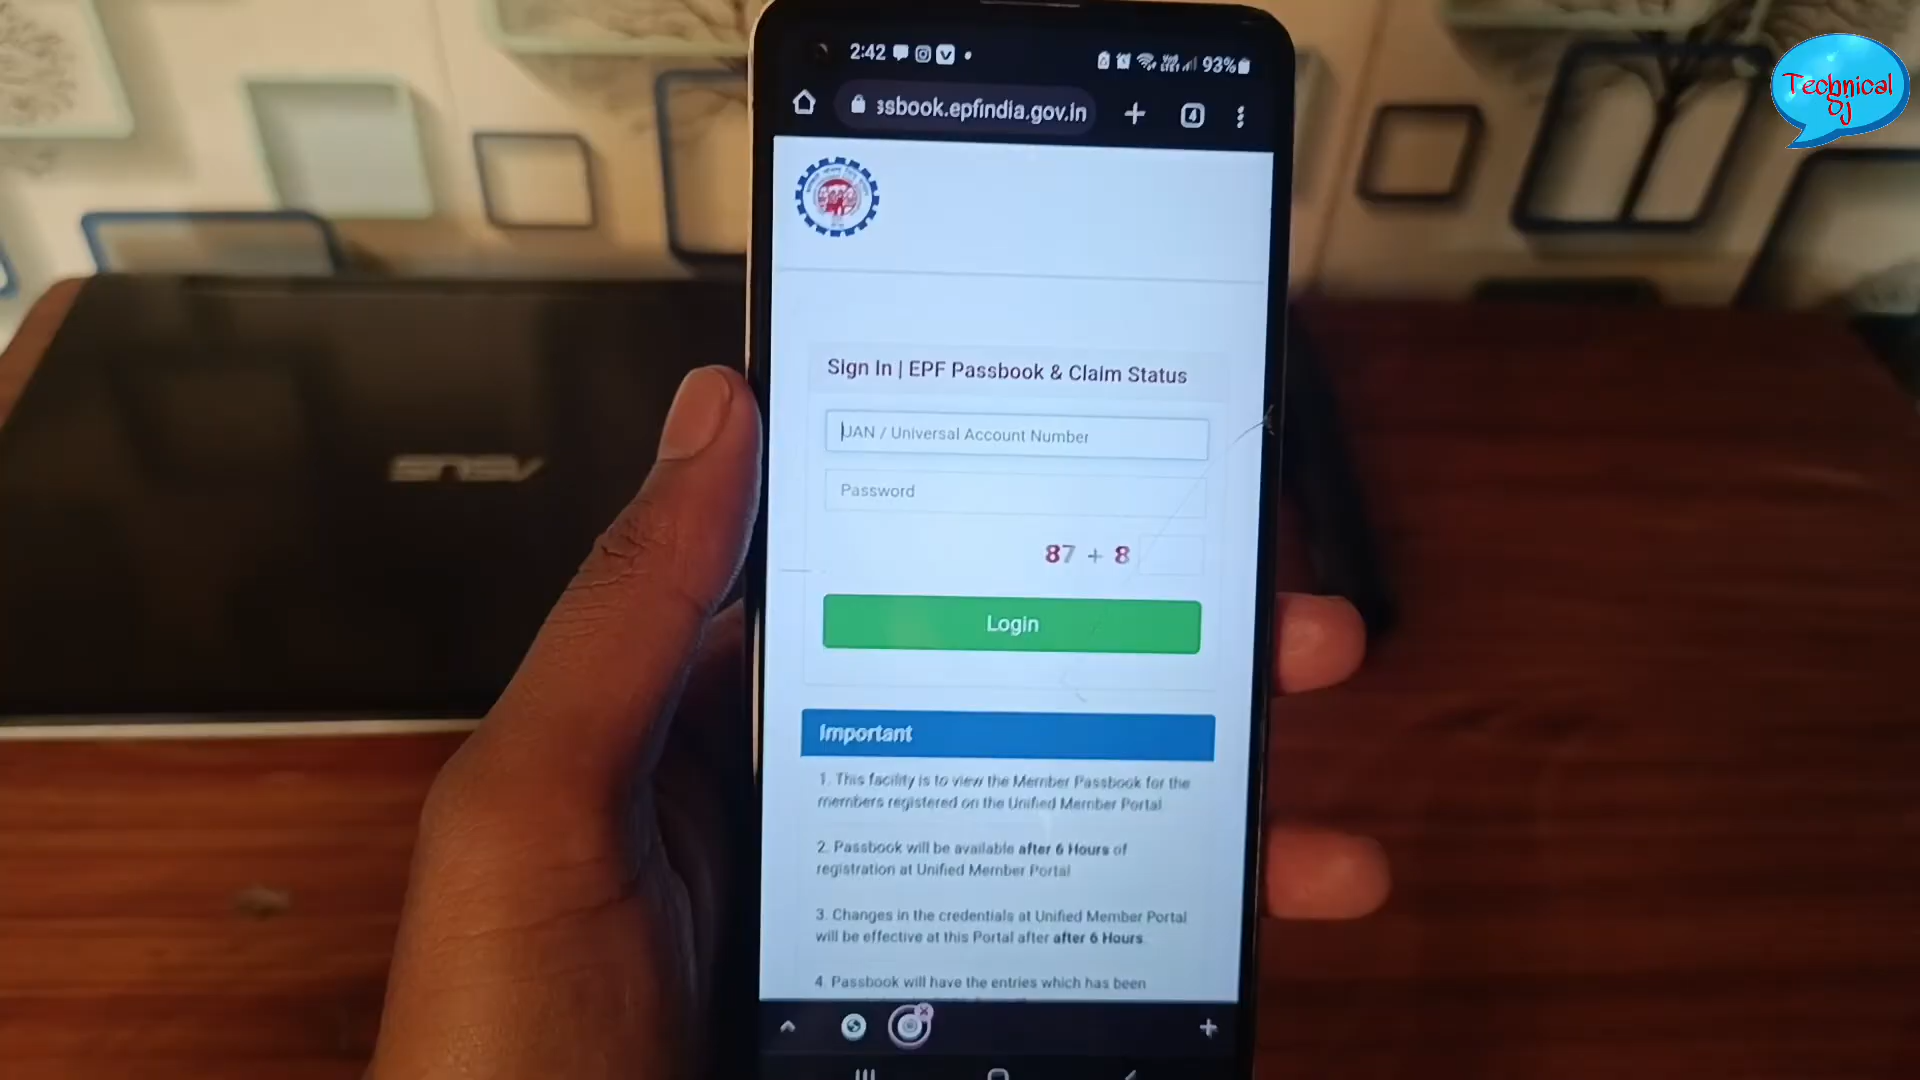 Technical
Gj
2:42
93%
ssbook.epfindia.gov.in
4
Sign In | EPF Passbook & Claim Status
UAN / Universal Account Number
Password
87 + 8
Login
Important
1. This facility is to view the Member Passbook for the
members registered on the Unified Member Portal
2. Passbook will be available after 6 Hours of
registration at Unified Member Portal
3. Changes in the credentials at Unified Member Portal
will be effective at this Portal after after 6 Hours
4. Passbook will have the entries which has been
ASUS